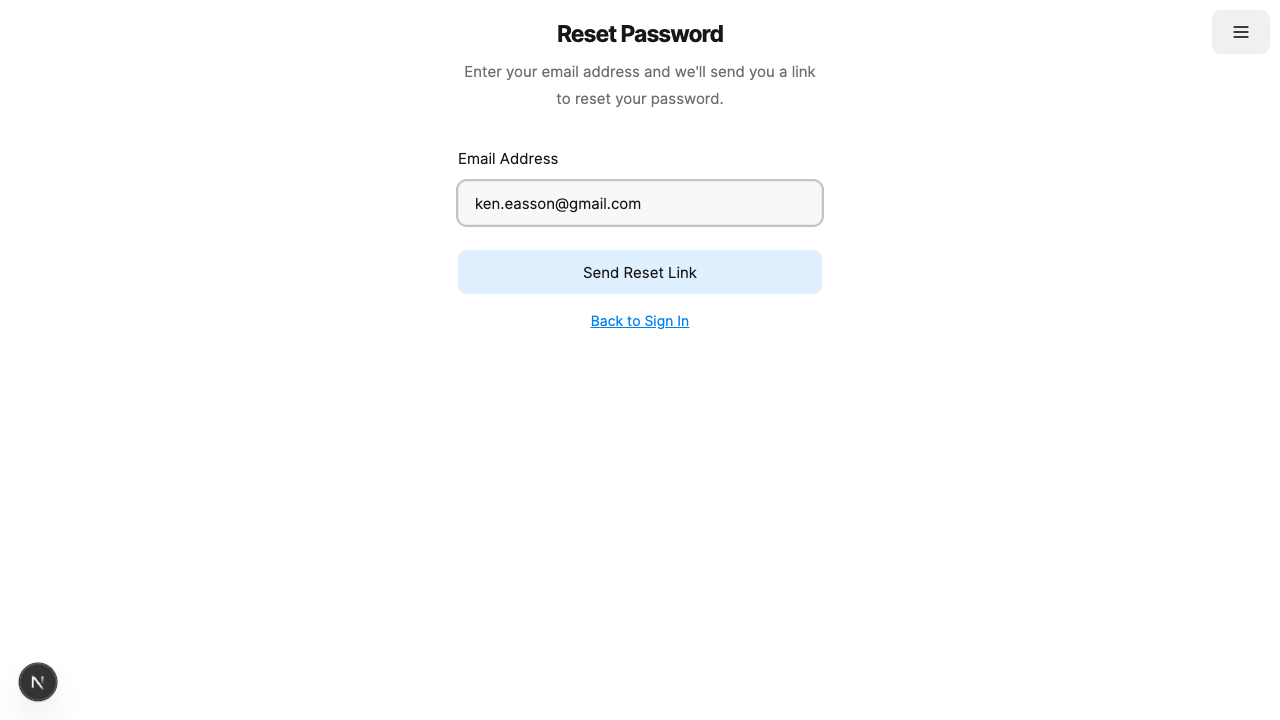 Reset Password
Enter your email address and we'll send you a link
to reset your password.
Email Address
ken.easson@gmail.com
Send Reset Link
Back to Sign In
N